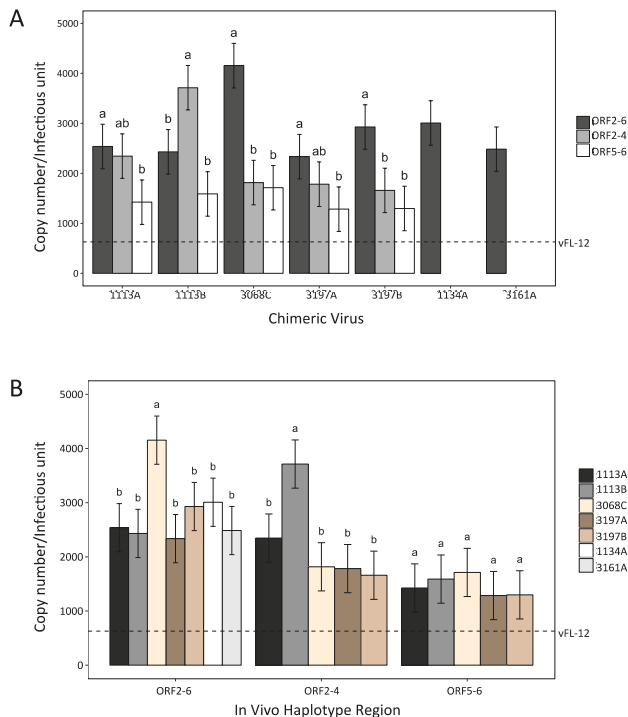 A
Copy number/Infectious unit
5000
4000
3000
2000
1000
0
a
ab
b
b
a
b
a
b
b
a
ab
b
a
b
b
vFL-12
1113A
1113B
3068C
3197A
3197B
1134A
3161A
Chimeric Virus
ORF2-6
ORF2-4
ORF5-6
B
Copy number/Infectious unit
5000
4000
3000
2000
1000
0
b
b
a
b
b
b
b
b
a
b
b
b
a
a
a
a
a
vFL-12
ORF2-6
ORF2-4
ORF5-6
In Vivo Haplotype Region
1113A
1113B
3068C
3197A
3197B
1134A
3161A